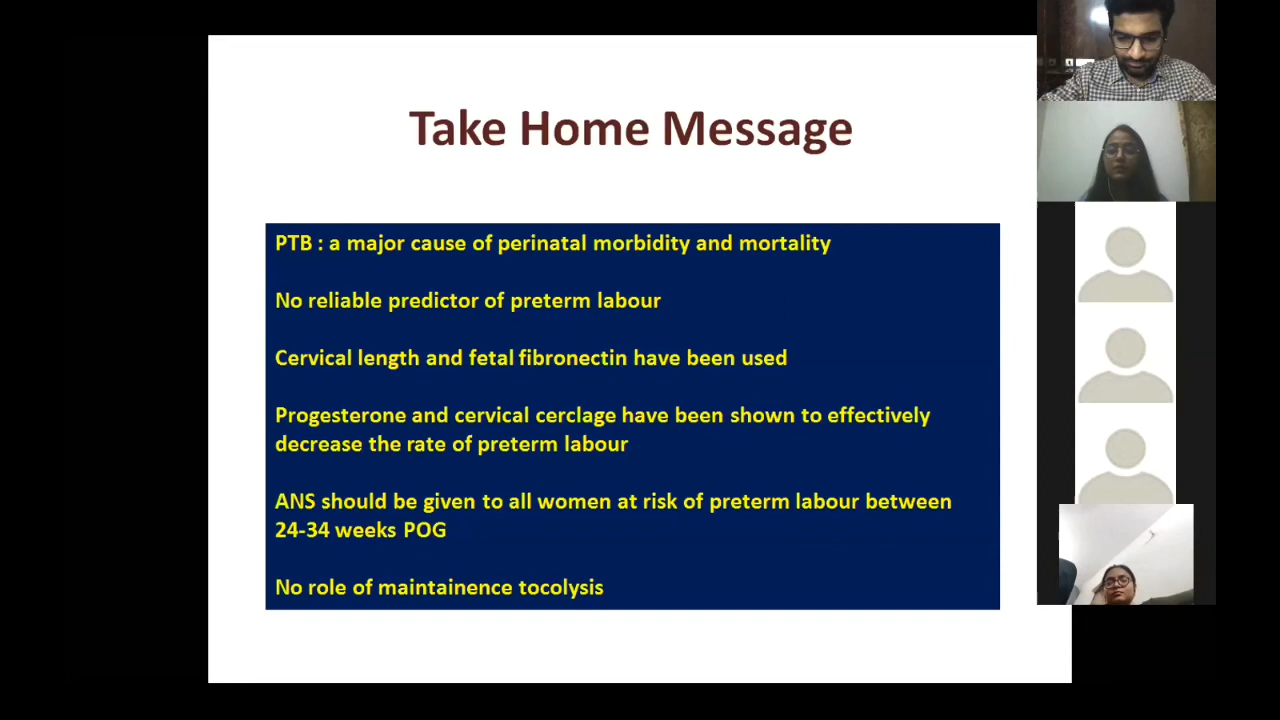 Take Home Message
PTB : a major cause of perinatal morbidity and mortality
No reliable predictor of preterm labour
Cervical length and fetal fibronectin have been used
Progesterone and cervical cerclage have been shown to effectively
decrease the rate of preterm labour
ANS should be given to all women at risk of preterm labour between
24-34 weeks POG
No role of maintainence tocolysis